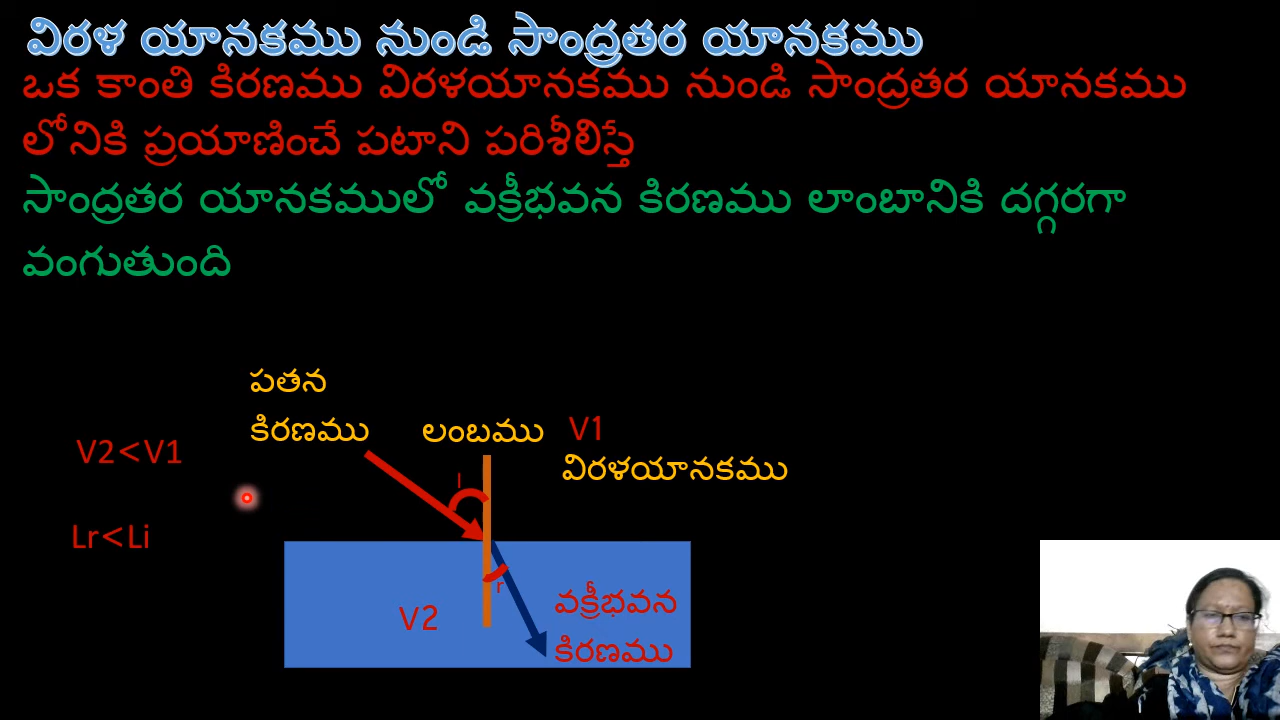 విరళ యానకము నుండి సాంద్రతర యానకము
ఒక కాంతి కిరణము విరళయానకము నుండి సాంద్రతర యానకము
లోనికి ప్రయాణించే పటాని పరిశీలిస్తే
సాంద్రతర యానకములో వక్రీభవన కిరణము లాంబానికి దగ్గరగా
వంగుతుంది
పతన
కిరణము
లంబము
V1
విరళయానకము
V2<V1
Lr<Li
l
r
V2
వక్రీభవన
కిరణము